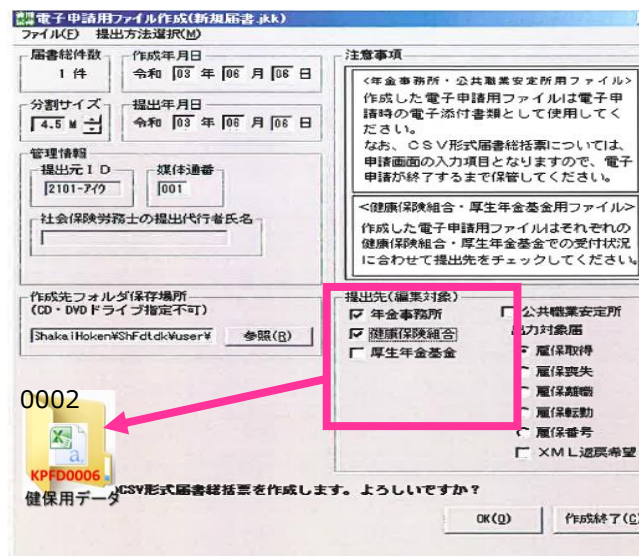 電子申請用ファイル作成(新規届書.jkk)
ファイル(F) 提出方法選択(M)
届書総件数
1 件
作成年月日
令和 03 年 06 月 06 日
分割サイズ
4.5 M
提出年月日
令和 03 年 06 月 06 日
管理情報
提出元ID
2101-アイウ
媒体通番
001
社会保険労務士の提出代行者氏名
作成先フォルダ保存場所
(CD・DVDドライブ指定不可)
ShakaiHoken¥ShFdtdk¥user¥
参照(R)
注意事項
<年金事務所・公共職業安定所用ファイル>
作成した電子申請用ファイルは電子申
請時の電子添付書類として使用してく
ださい。
なお、CSV形式届書総括票については、
申請画面の入力項目となりますので、電子
申請が終了するまで保管してください。
<健康保険組合・厚生年金基金用ファイル>
作成した電子申請用ファイルはそれぞれの
健康保険組合・厚生年金基金での受付状況
に合わせて提出先をチェックしてください。
提出先(編集対象)
年金事務所
健康保険組合
厚生年金基金
公共職業安定所
出力対象届
雇保取得
雇保喪失
雇保離職
雇保転勤
雇保番号
XML返戻希望
0002
a,
KPFD0006
健保用データ
CSV形式届書総括票を作成します。よろしいですか?
OK(O)
作成終了(C